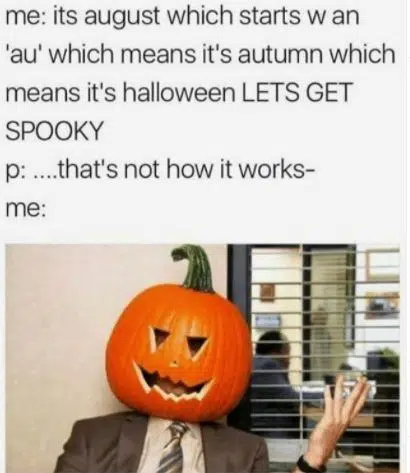 me: its august which starts w an
'au' which means it's autumn which
means it's halloween LETS GET
SPOOKY
p: ....that's not how it works-
me: